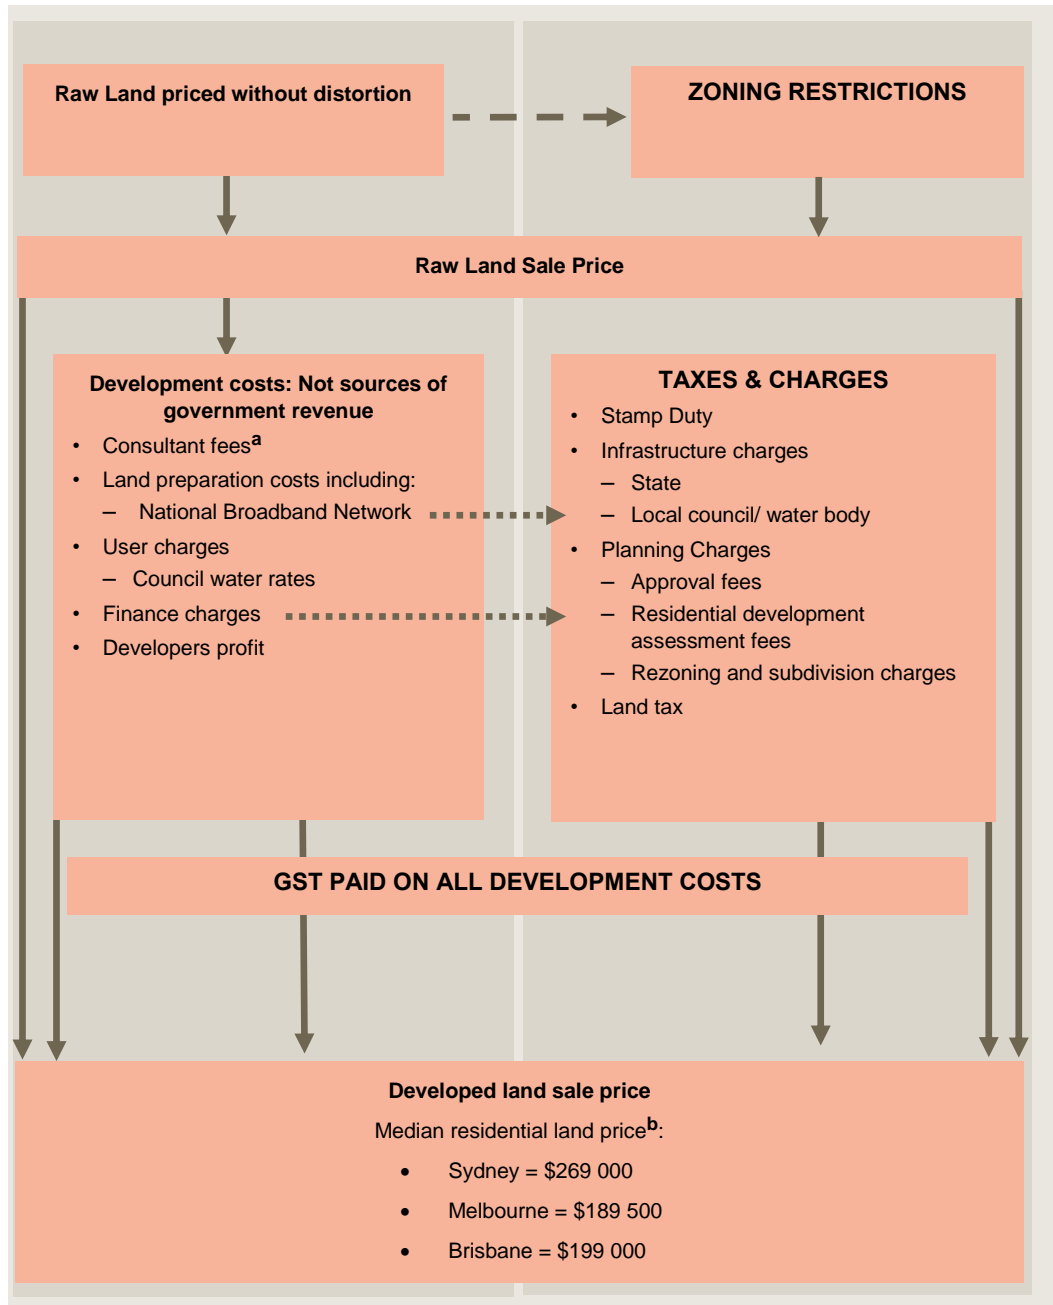 Raw Land priced without distortion
ZONING RESTRICTIONS
Raw Land Sale Price
Development costs: Not sources of
government revenue
• Consultant feesa
• Land preparation costs including:
– National Broadband Network
• User charges
– Council water rates
• Finance charges
• Developers profit
TAXES & CHARGES
• Stamp Duty
• Infrastructure charges
– State
– Local council/ water body
• Planning Charges
– Approval fees
– Residential development
assessment fees
– Rezoning and subdivision charges
• Land tax
GST PAID ON ALL DEVELOPMENT COSTS
Developed land sale price
Median residential land priceb:
• Sydney = $269 000
• Melbourne = $189 500
• Brisbane = $199 000